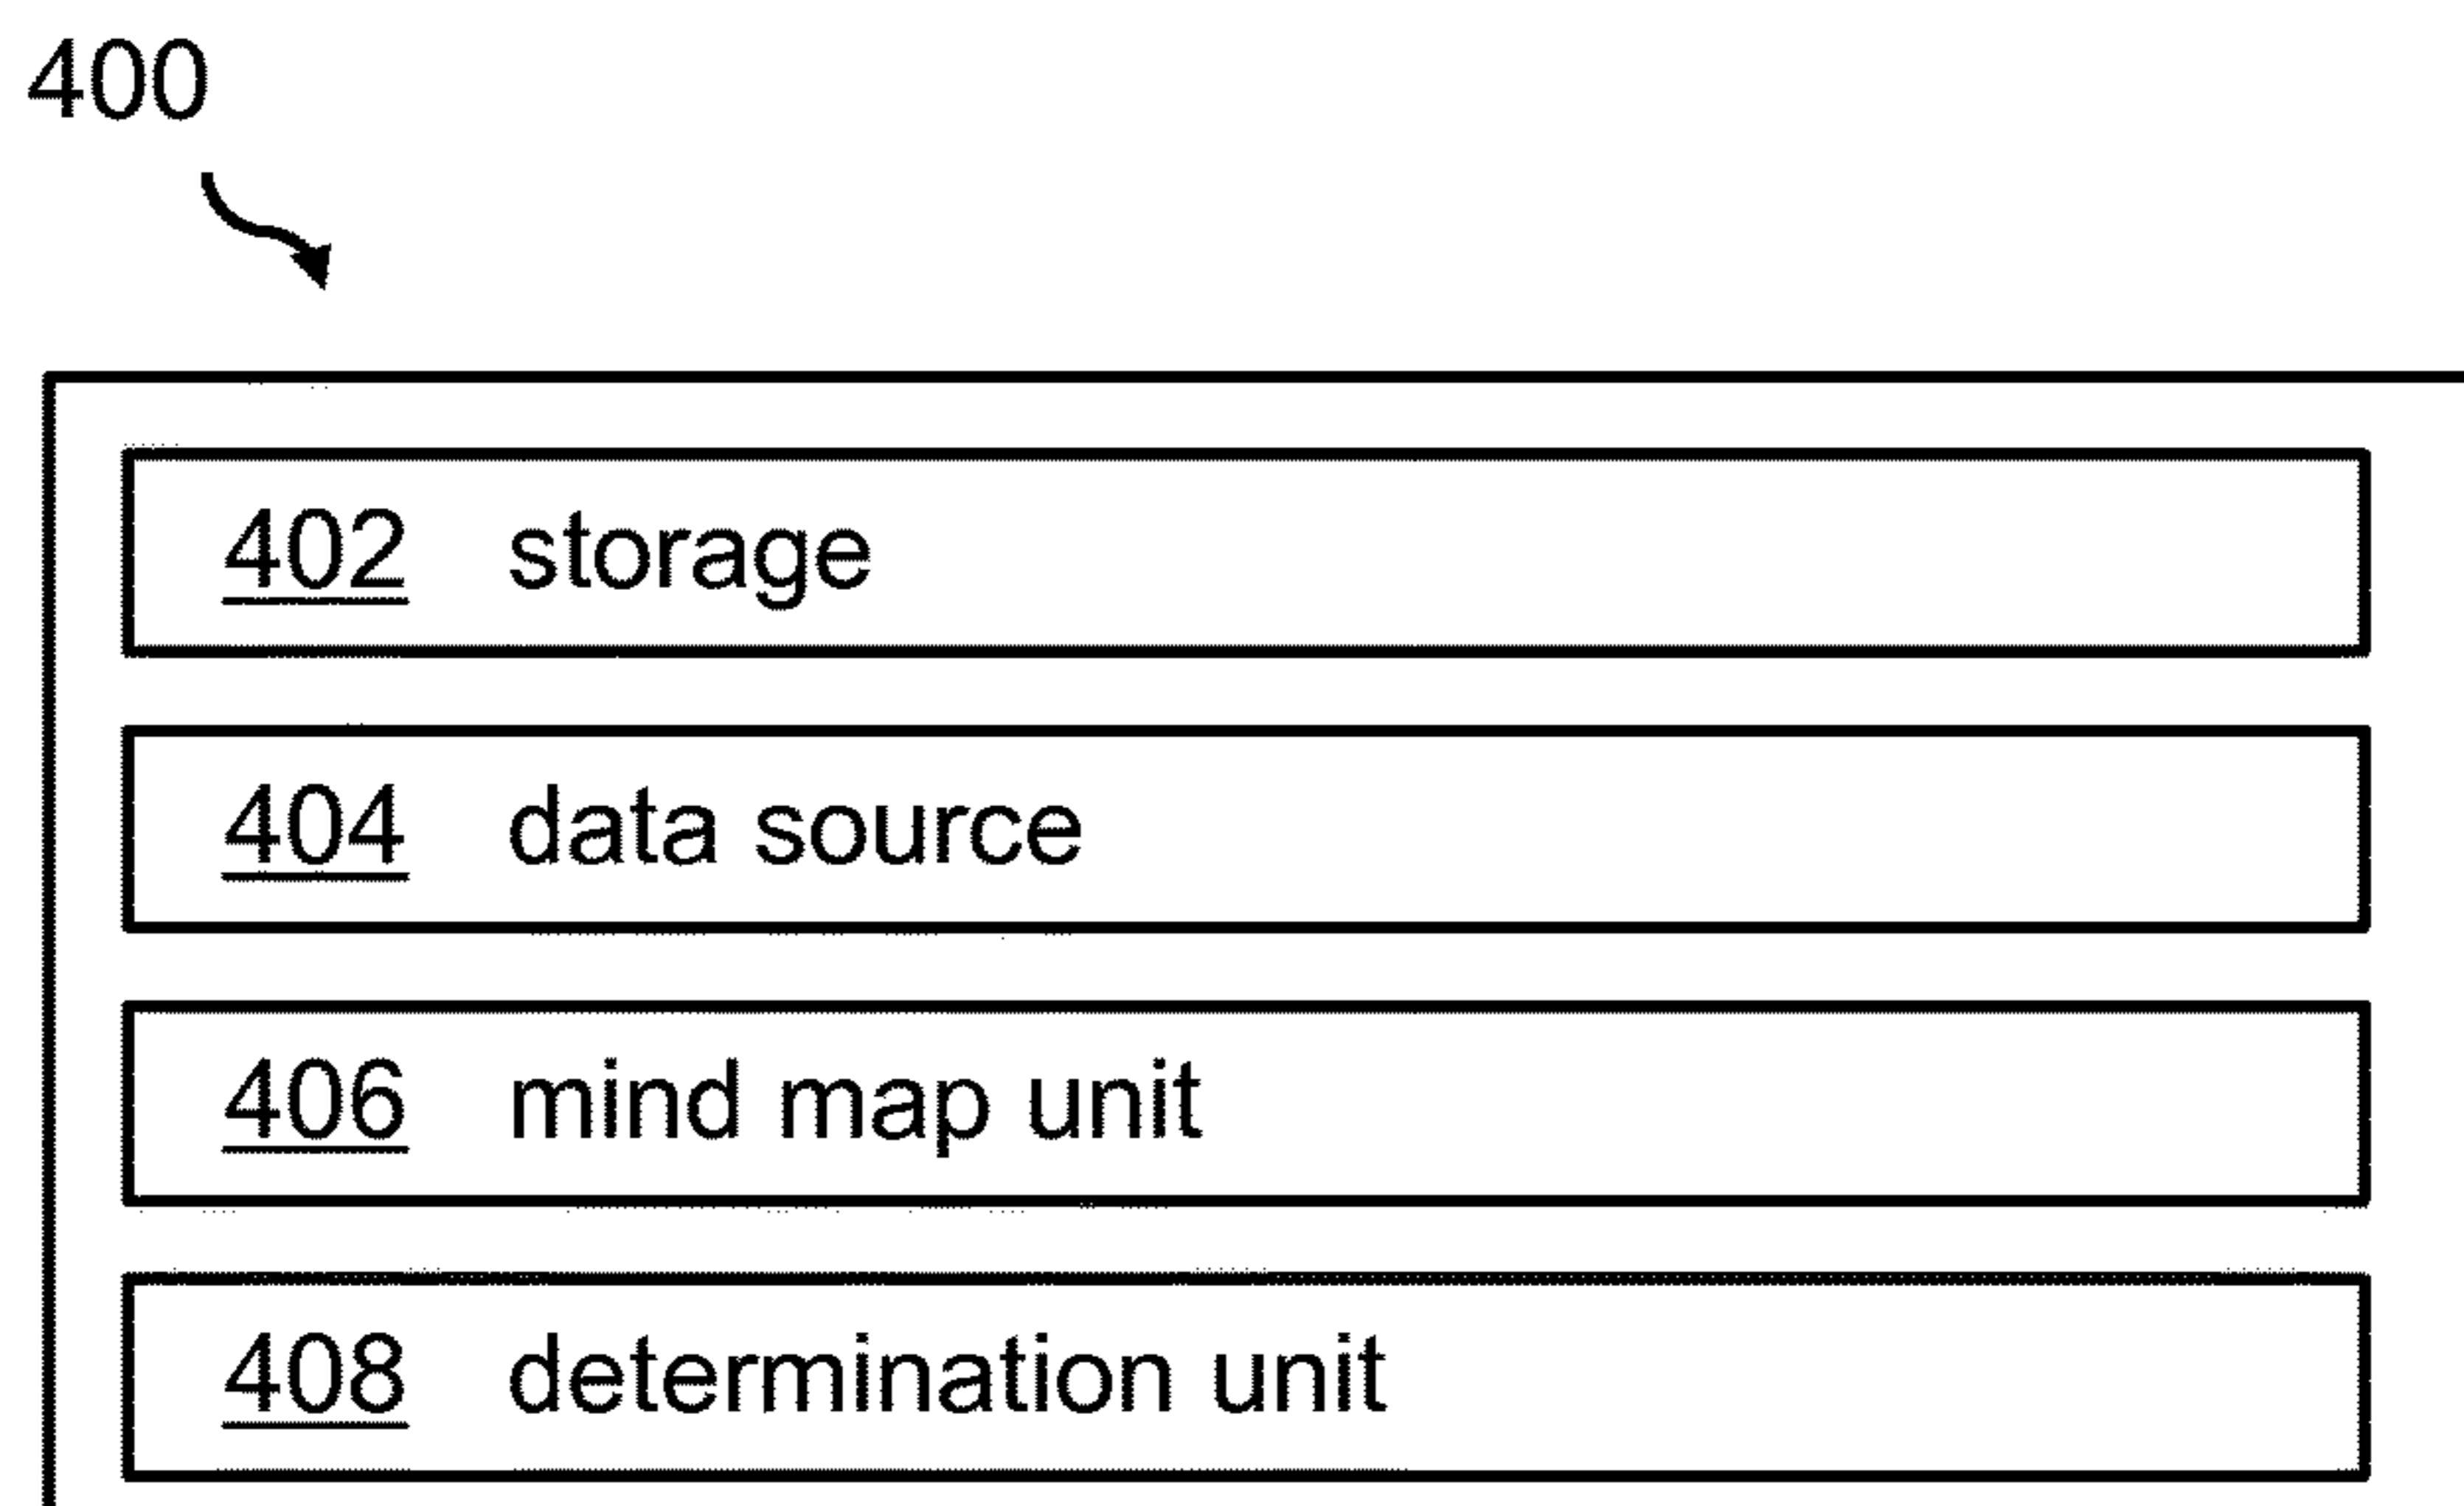 400
402 storage
404 data source
406 mind map unit
408 determination unit